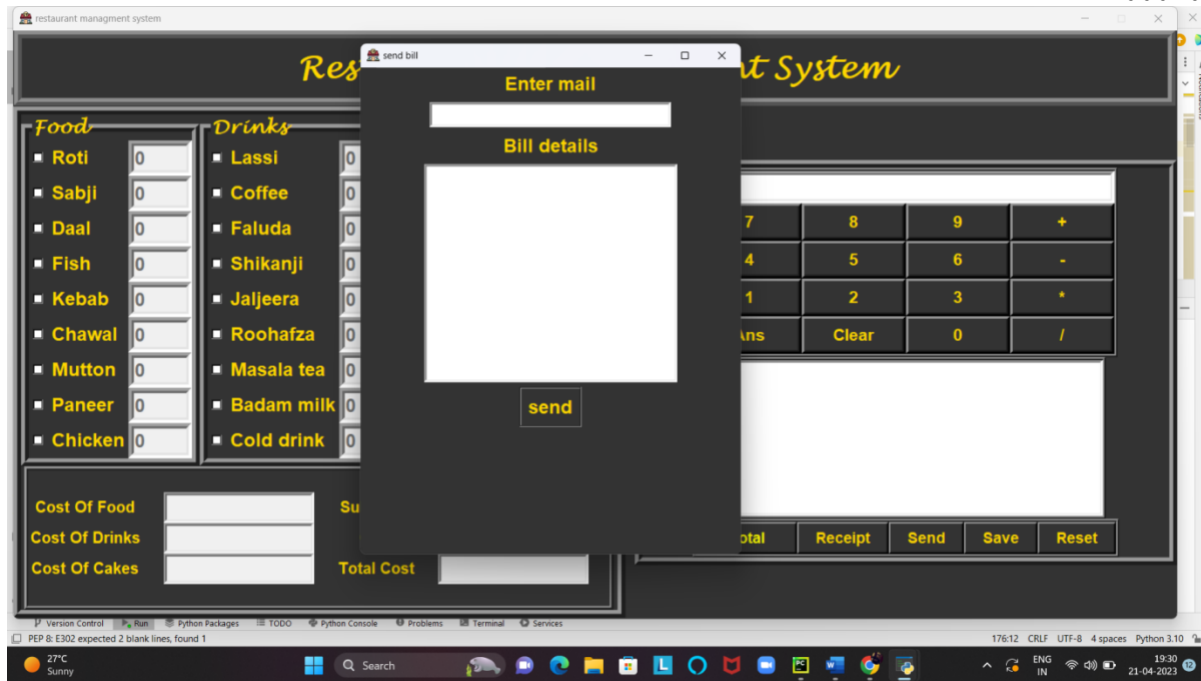 restaurant managment system
send bill
Res
nt System
Enter mail
Bill details
send
Food
Roti 0
Sabji 0
Daal 0
Fish 0
Kebab 0
Chawal 0
Mutton 0
Paneer 0
Chicken 0
Drinks
Lassi 0
Coffee 0
Faluda 0
Shikanji 0
Jaljeera 0
Roohafza 0
Masala tea 0
Badam milk 0
Cold drink 0
7 8 9 +
4 5 6 -
1 2 3 *
Ans Clear 0 /
Cost Of Food
Su
Cost Of Drinks
Cost Of Cakes
Total Cost
otal Receipt Send Save Reset
Version Control Run Python Packages TODO Python Console Problems Terminal Services
PEP 8: E302 expected 2 blank lines, found 1
176:12 CRLF UTF-8 4 spaces Python 3.10
27°C
Sunny
Search
ENG
IN
19:30
21-04-2023